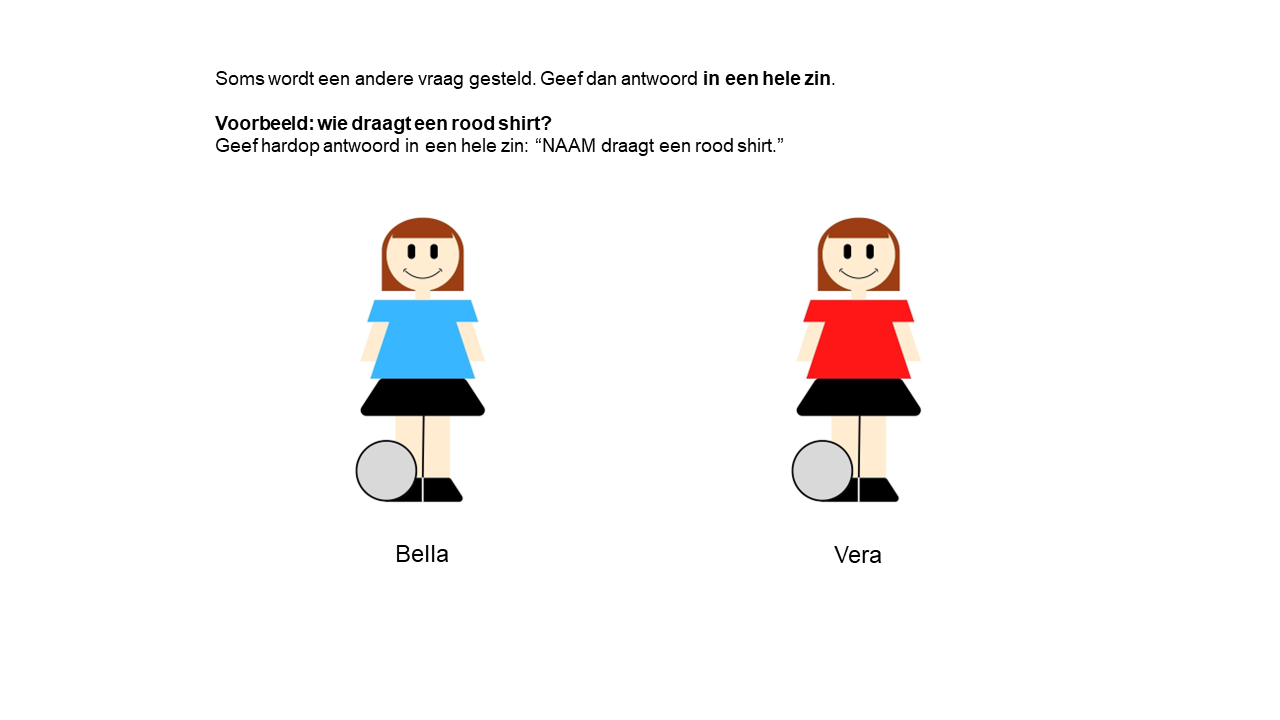 Soms wordt een andere vraag gesteld. Geef dan antwoord in een hele zin.
Voorbeeld: wie draagt een rood shirt?
Geef hardop antwoord in een hele zin: “NAAM draagt een rood shirt.”
Bella
Vera